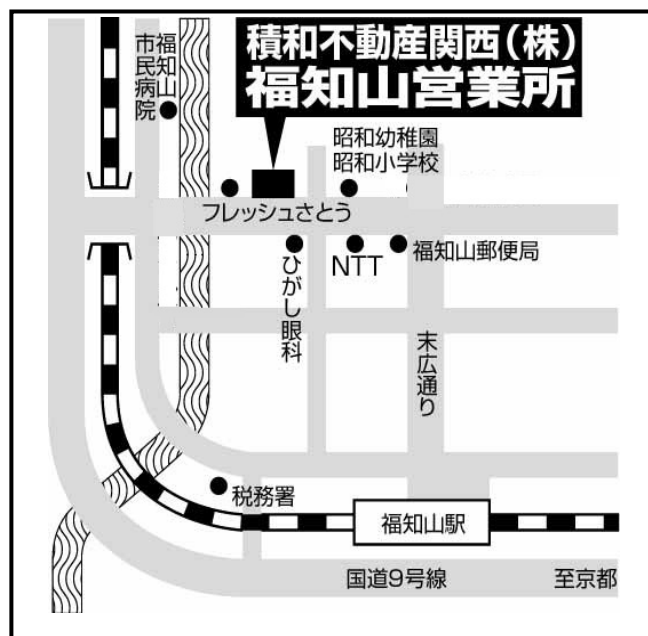 積和不動産関西(株)
福知山営業所
福知山
市民病院
昭和幼稚園
昭和小学校
フレッシュさとう
ひがし眼科
NTT
福知山郵便局
末広通り
税務署
福知山駅
国道9号線
至京都